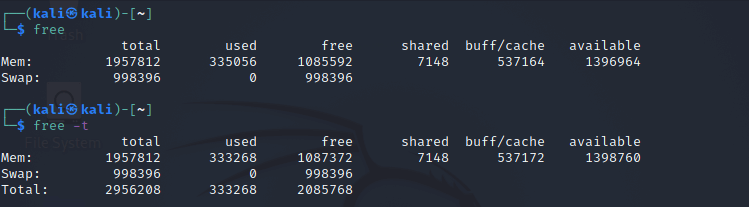 ┌──(kali㉿kali)-[~]
└─$ free
total used free shared buff/cache available
Mem: 1957812 335056 1085592 7148 537164 1396964
Swap: 998396 0 998396
┌──(kali㉿kali)-[~]
└─$ free -t
File System
total used free shared buff/cache available
Mem: 1957812 333268 1087372 7148 537172 1398760
Swap: 998396 0 998396
Total: 2956208 333268 2085768